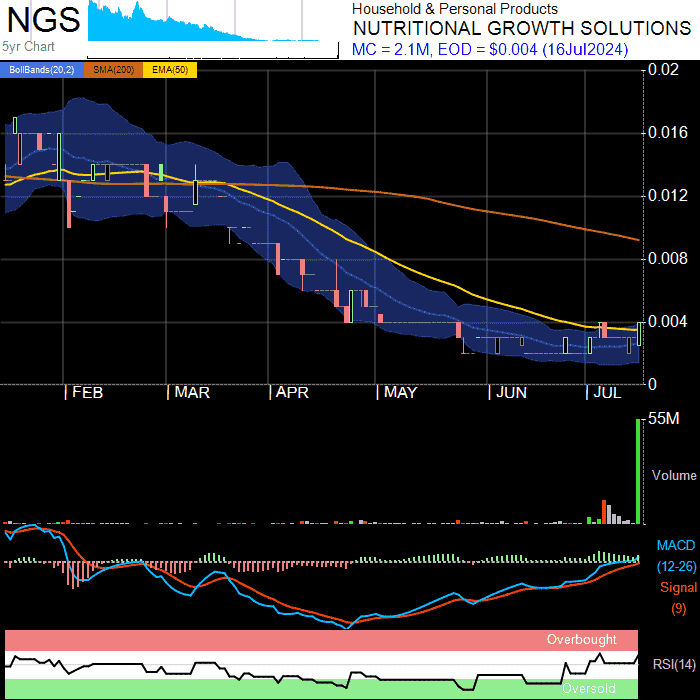 NGS
5yr Chart
Household & Personal Products
NUTRITIONAL GROWTH SOLUTIONS
MC = 2.1M, EOD = $0.004 (16Jul2024)
BollBands(20,2) SMA(200) EMA(50)
0.02
0.016
0.012
0.008
0.004
0
FEB MAR APR MAY JUN JUL
55M
Volume
MACD
(12-26)
Signal
(9)
Overbought
RSI(14)
Oversold